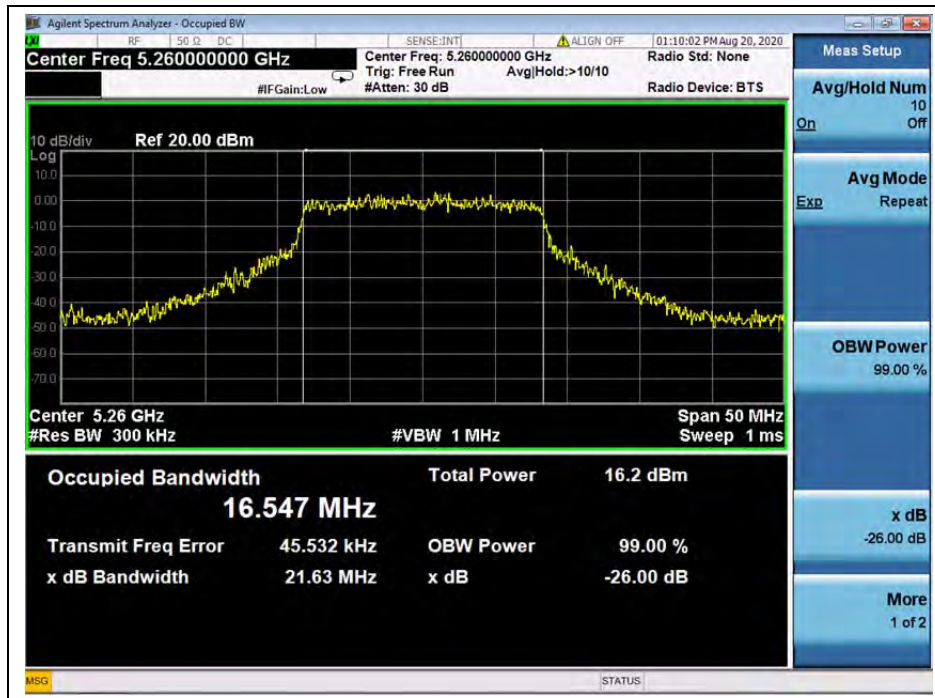 Agilent Spectrum Analyzer - Occupied BW
LXI RF 50 Ω DC SENSE:INT ALIGN OFF 01:10:02 PM Aug 20, 2020
Center Freq 5.260000000 GHz
Center Freq: 5.260000000 GHz
Radio Std: None
Trig: Free Run Avg|Hold:>10/10
#IFGain:Low
#Atten: 30 dB
Radio Device: BTS
10 dB/div Ref 20.00 dBm
Log
10.0
0.00
-10.0
-20.0
-30.0
-40.0
-50.0
-60.0
-70.0
Center 5.26 GHz
Span 50 MHz
#Res BW 300 kHz
#VBW 1 MHz
Sweep 1 ms
Occupied Bandwidth
Total Power 16.2 dBm
16.547 MHz
Transmit Freq Error 45.532 kHz
OBW Power 99.00 %
x dB Bandwidth 21.63 MHz
x dB -26.00 dB
Meas Setup
Avg/Hold Num
10
On Off
Avg Mode
Exp Repeat
OBW Power
99.00 %
x dB
-26.00 dB
More
1 of 2
MSG
STATUS